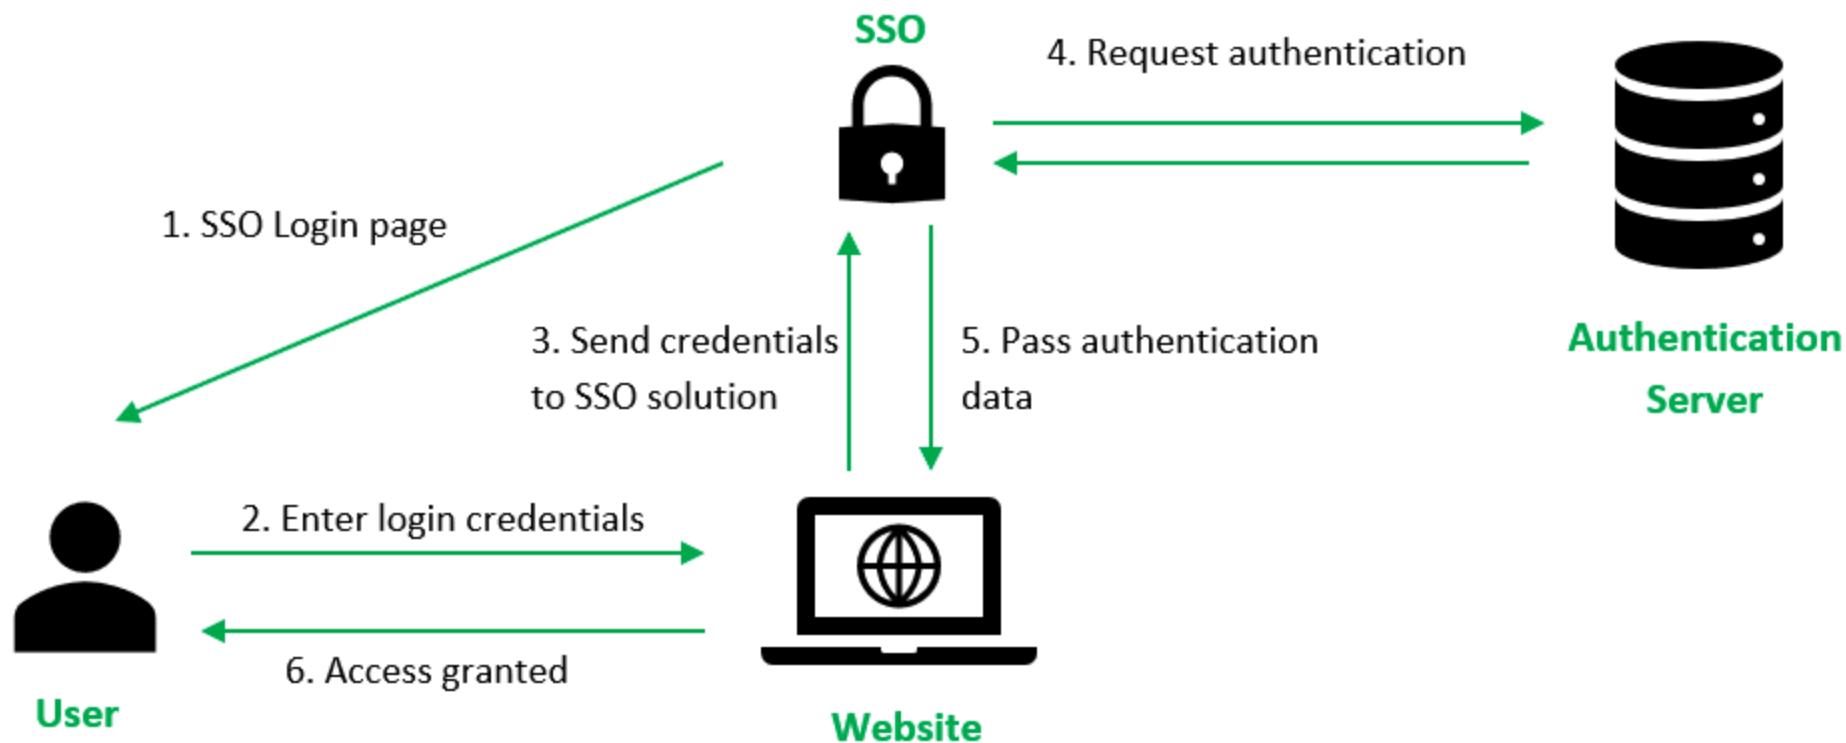 SSO
4. Request authentication
1. SSO Login page
3. Send credentials
to SSO solution
5. Pass authentication
data
Authentication
Server
2. Enter login credentials
6. Access granted
User
Website